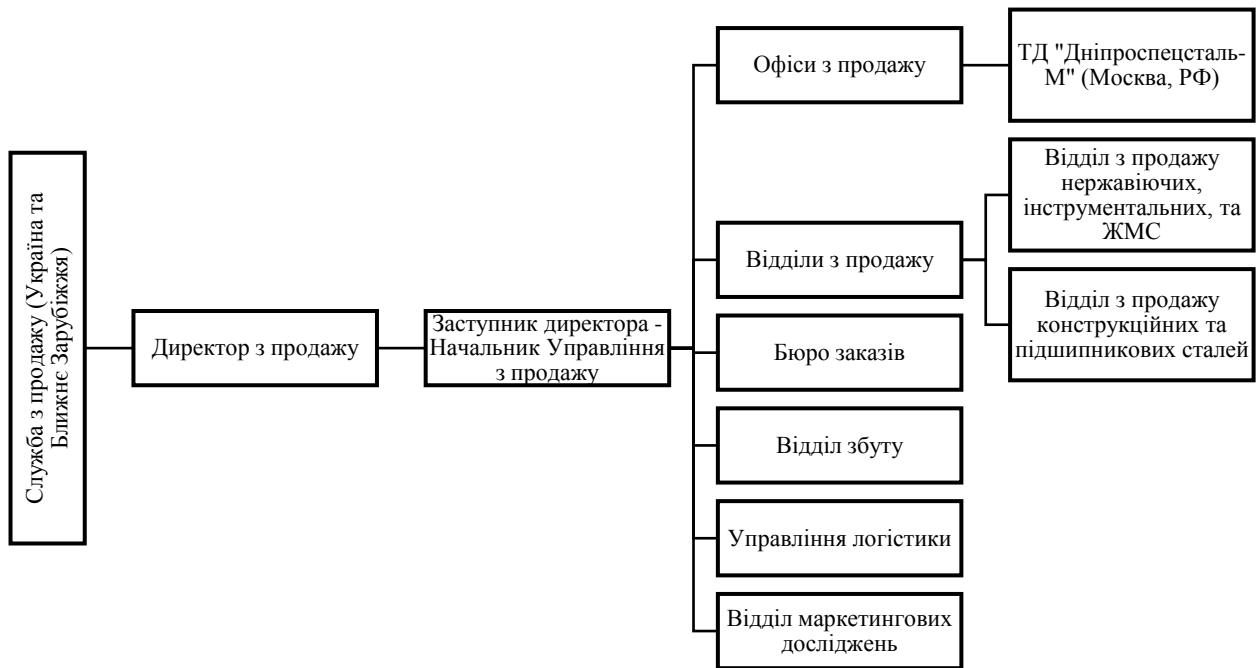 Служба з продажу (Україна та
Ближнє Зарубіжжя)
Директор з продажу
Заступник директора -
Начальник Управління
з продажу
Офіси з продажу
ТД "Дніпроспецсталь-
М" (Москва, РФ)
Відділи з продажу
Відділ з продажу
нержавіючих,
інструментальних, та
ЖМС
Відділ з продажу
конструкційних та
підшипникових сталей
Бюро заказів
Відділ збуту
Управління логістики
Відділ маркетингових
досліджень